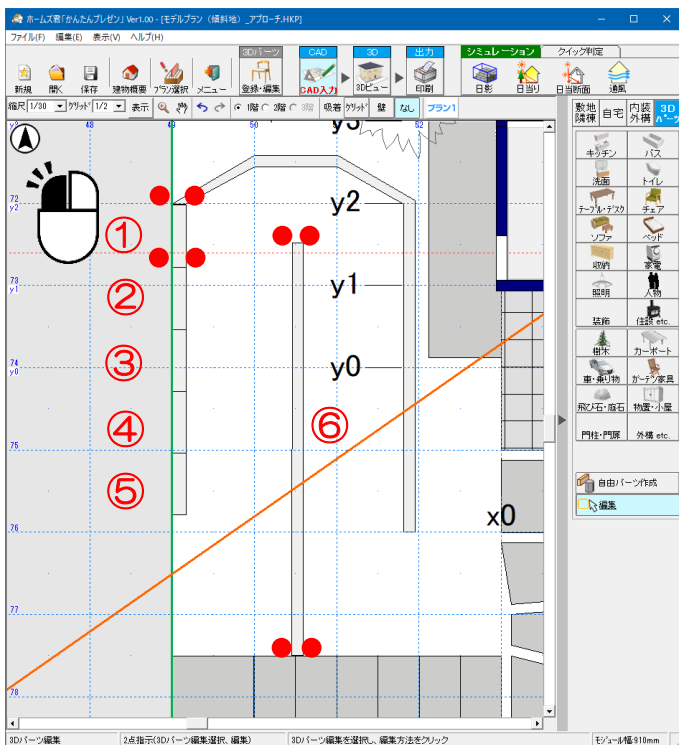 ホームズ君「かんたんプレゼン」 Ver1.00 - [モデルプラン（傾斜地）_アプローチ.HKP]
ファイル(F) 編集(E) 表示(V) ヘルプ(H)
3Dパーツ CAD 3D 出力 シミュレーション クイック判定
新規 開く 保存 建物概要 プラン選択 メニュー 登録・編集 CAD入力 3Dビュー 印刷 日影 日当り 日当断面 通風
縮尺 1/30 グリッド 1/2 表示 1階 2階 3階 吸着 グリッド 壁 なし プラン1
敷地隣棟 自宅 内装外構 3Dパーツ
48 49 50 52
y3
72
y2
y2
①
73
y1
y1
②
74
y0
y0
③
④
⑥
75
⑤
76
x0
77
78
キッチン バス
洗面 トイレ
テーブル・デスク チェア
ソファ ベッド
収納 家電
照明 人物
装飾 住設 etc.
樹木 カーポート
車・乗り物 ガーデン家具
飛び石・庭石 物置・小屋
門柱・門扉 外構 etc.
自由パーツ作成
編集
3Dパーツ編集 2点指示(3Dパーツ編集選択、編集) 3Dパーツ編集を選択し、編集方法をクリック モジュール幅:910mm